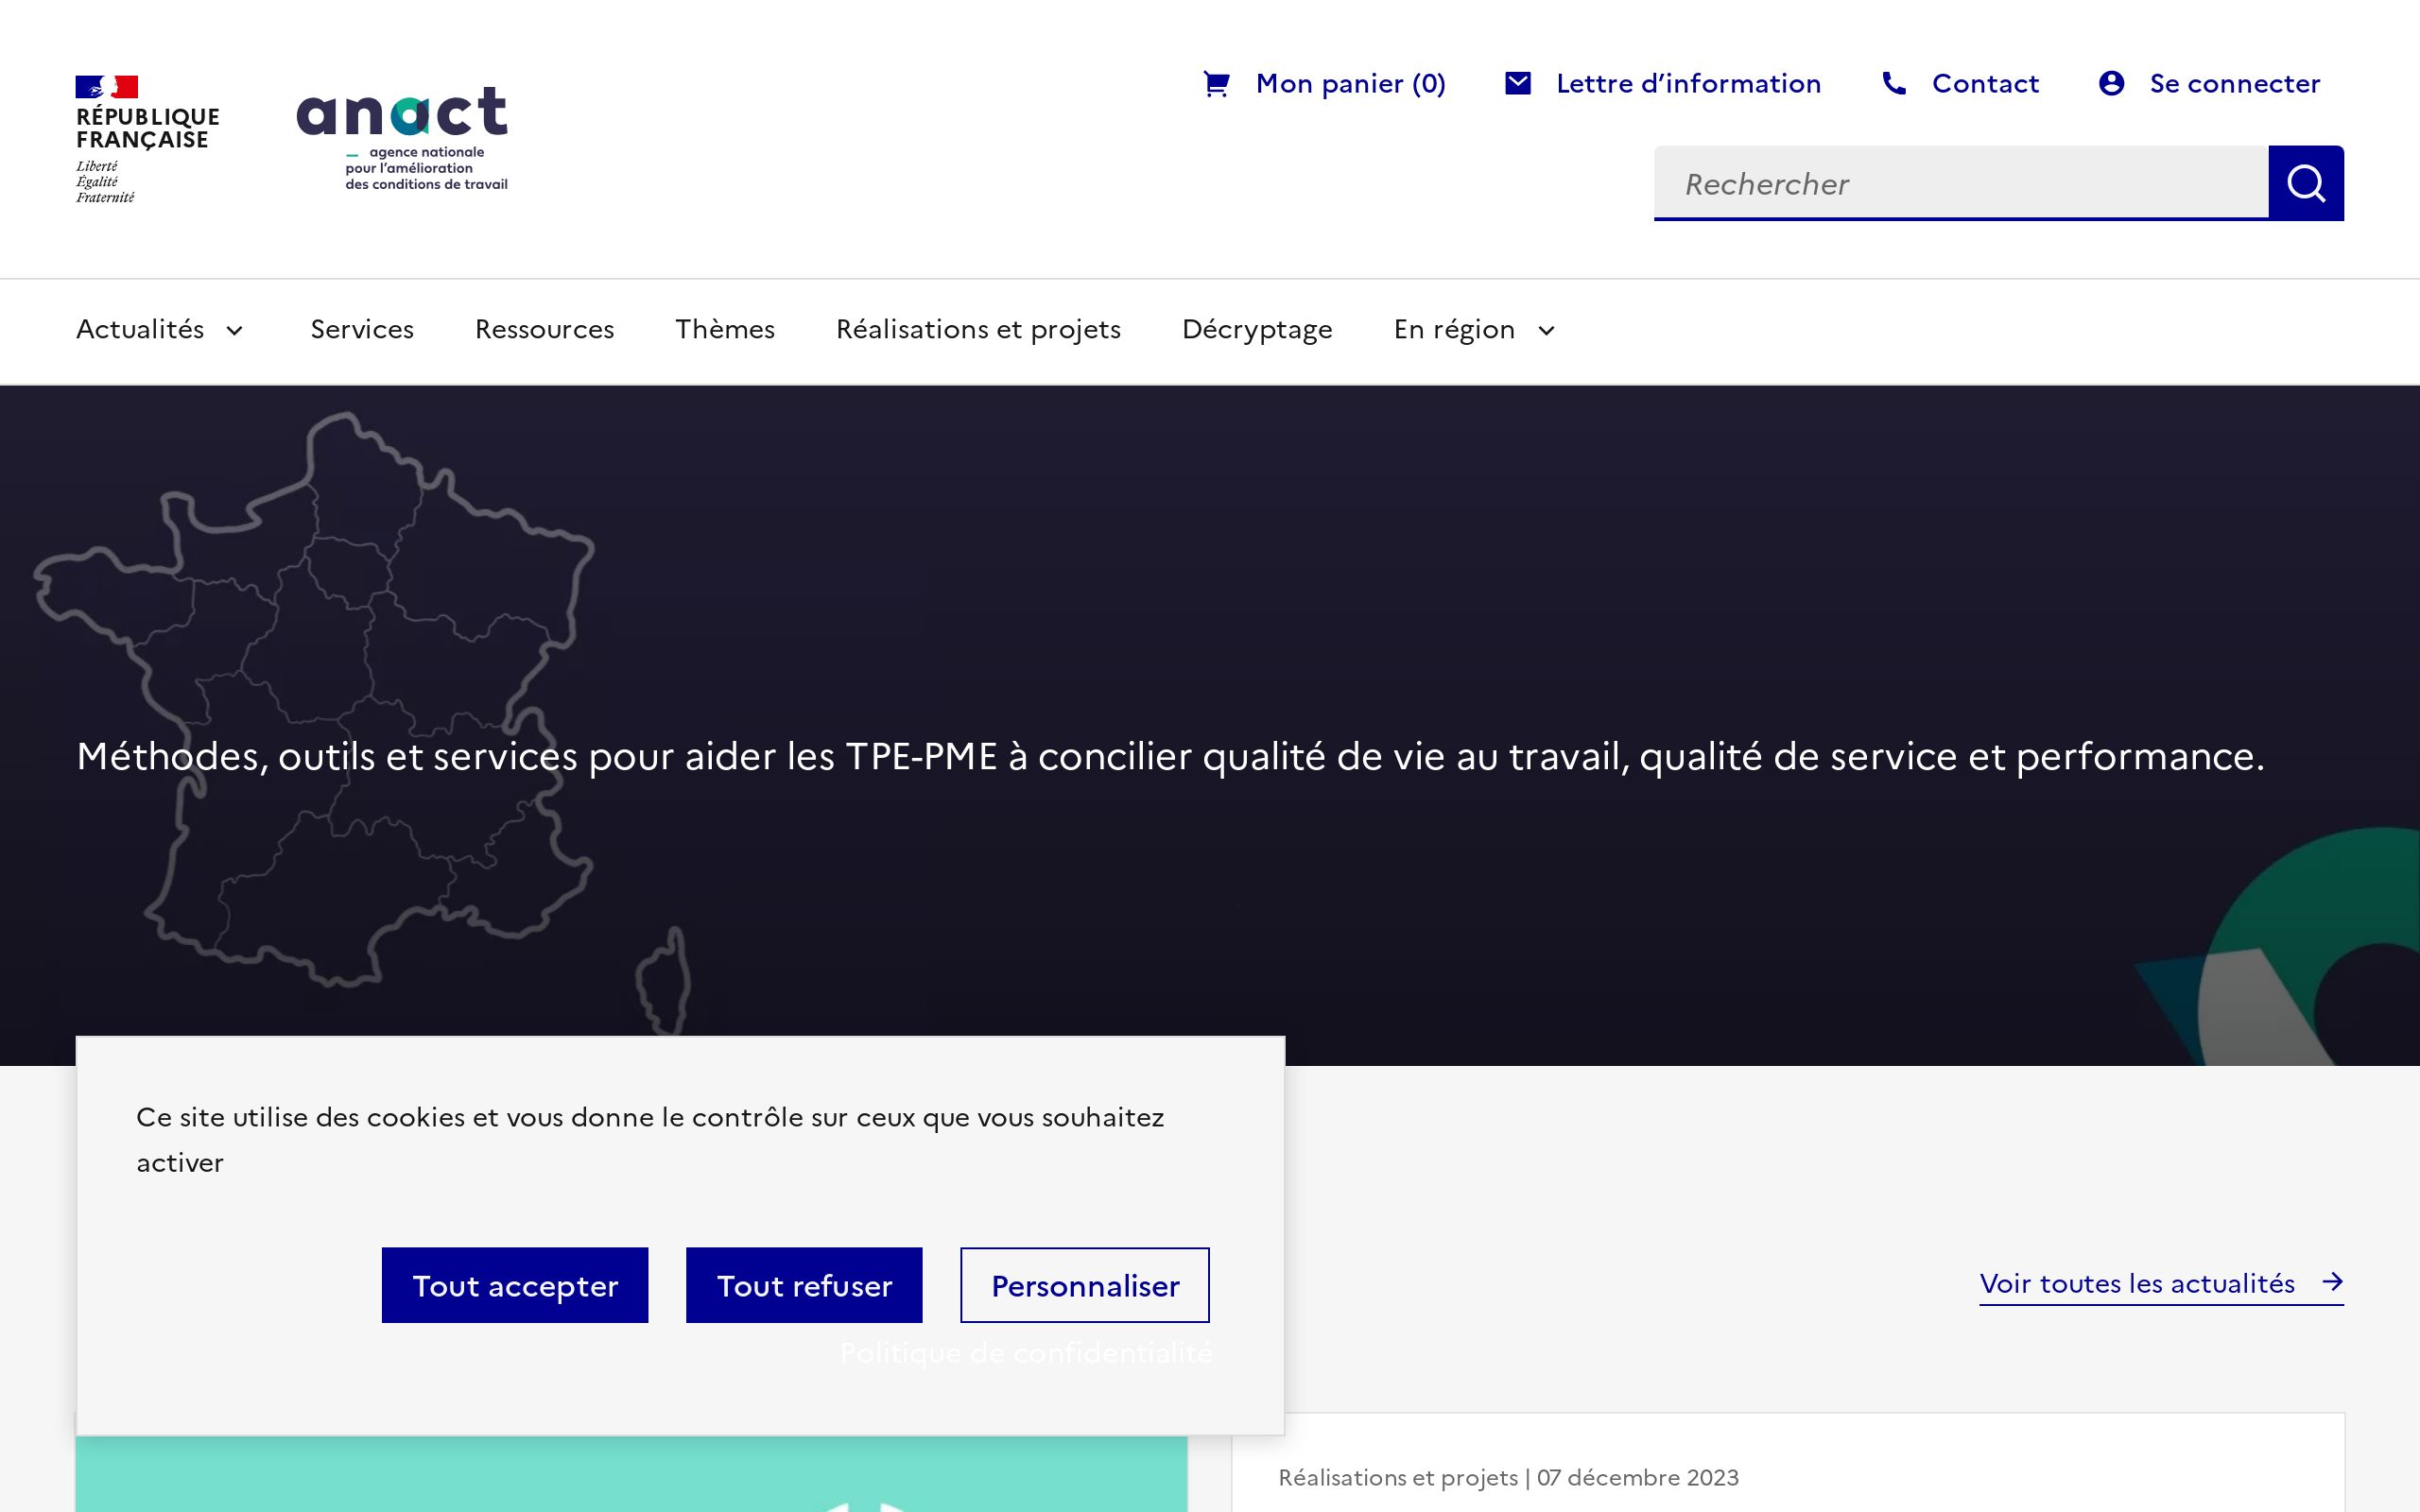 RÉPUBLIQUE
FRANÇAISE
Liberté
Égalité
Fraternité
anact
_ agence nationale
pour l’amélioration
des conditions de travail
Mon panier (0)
Lettre d’information
Contact
Se connecter
Rechercher
Actualités
Services
Ressources
Thèmes
Réalisations et projets
Décryptage
En région
Méthodes, outils et services pour aider les TPE-PME à concilier qualité de vie au travail, qualité de service et performance.
Ce site utilise des cookies et vous donne le contrôle sur ceux que vous souhaitez
activer
Tout accepter
Tout refuser
Personnaliser
Politique de confidentialité
Voir toutes les actualités
Réalisations et projets | 07 décembre 2023